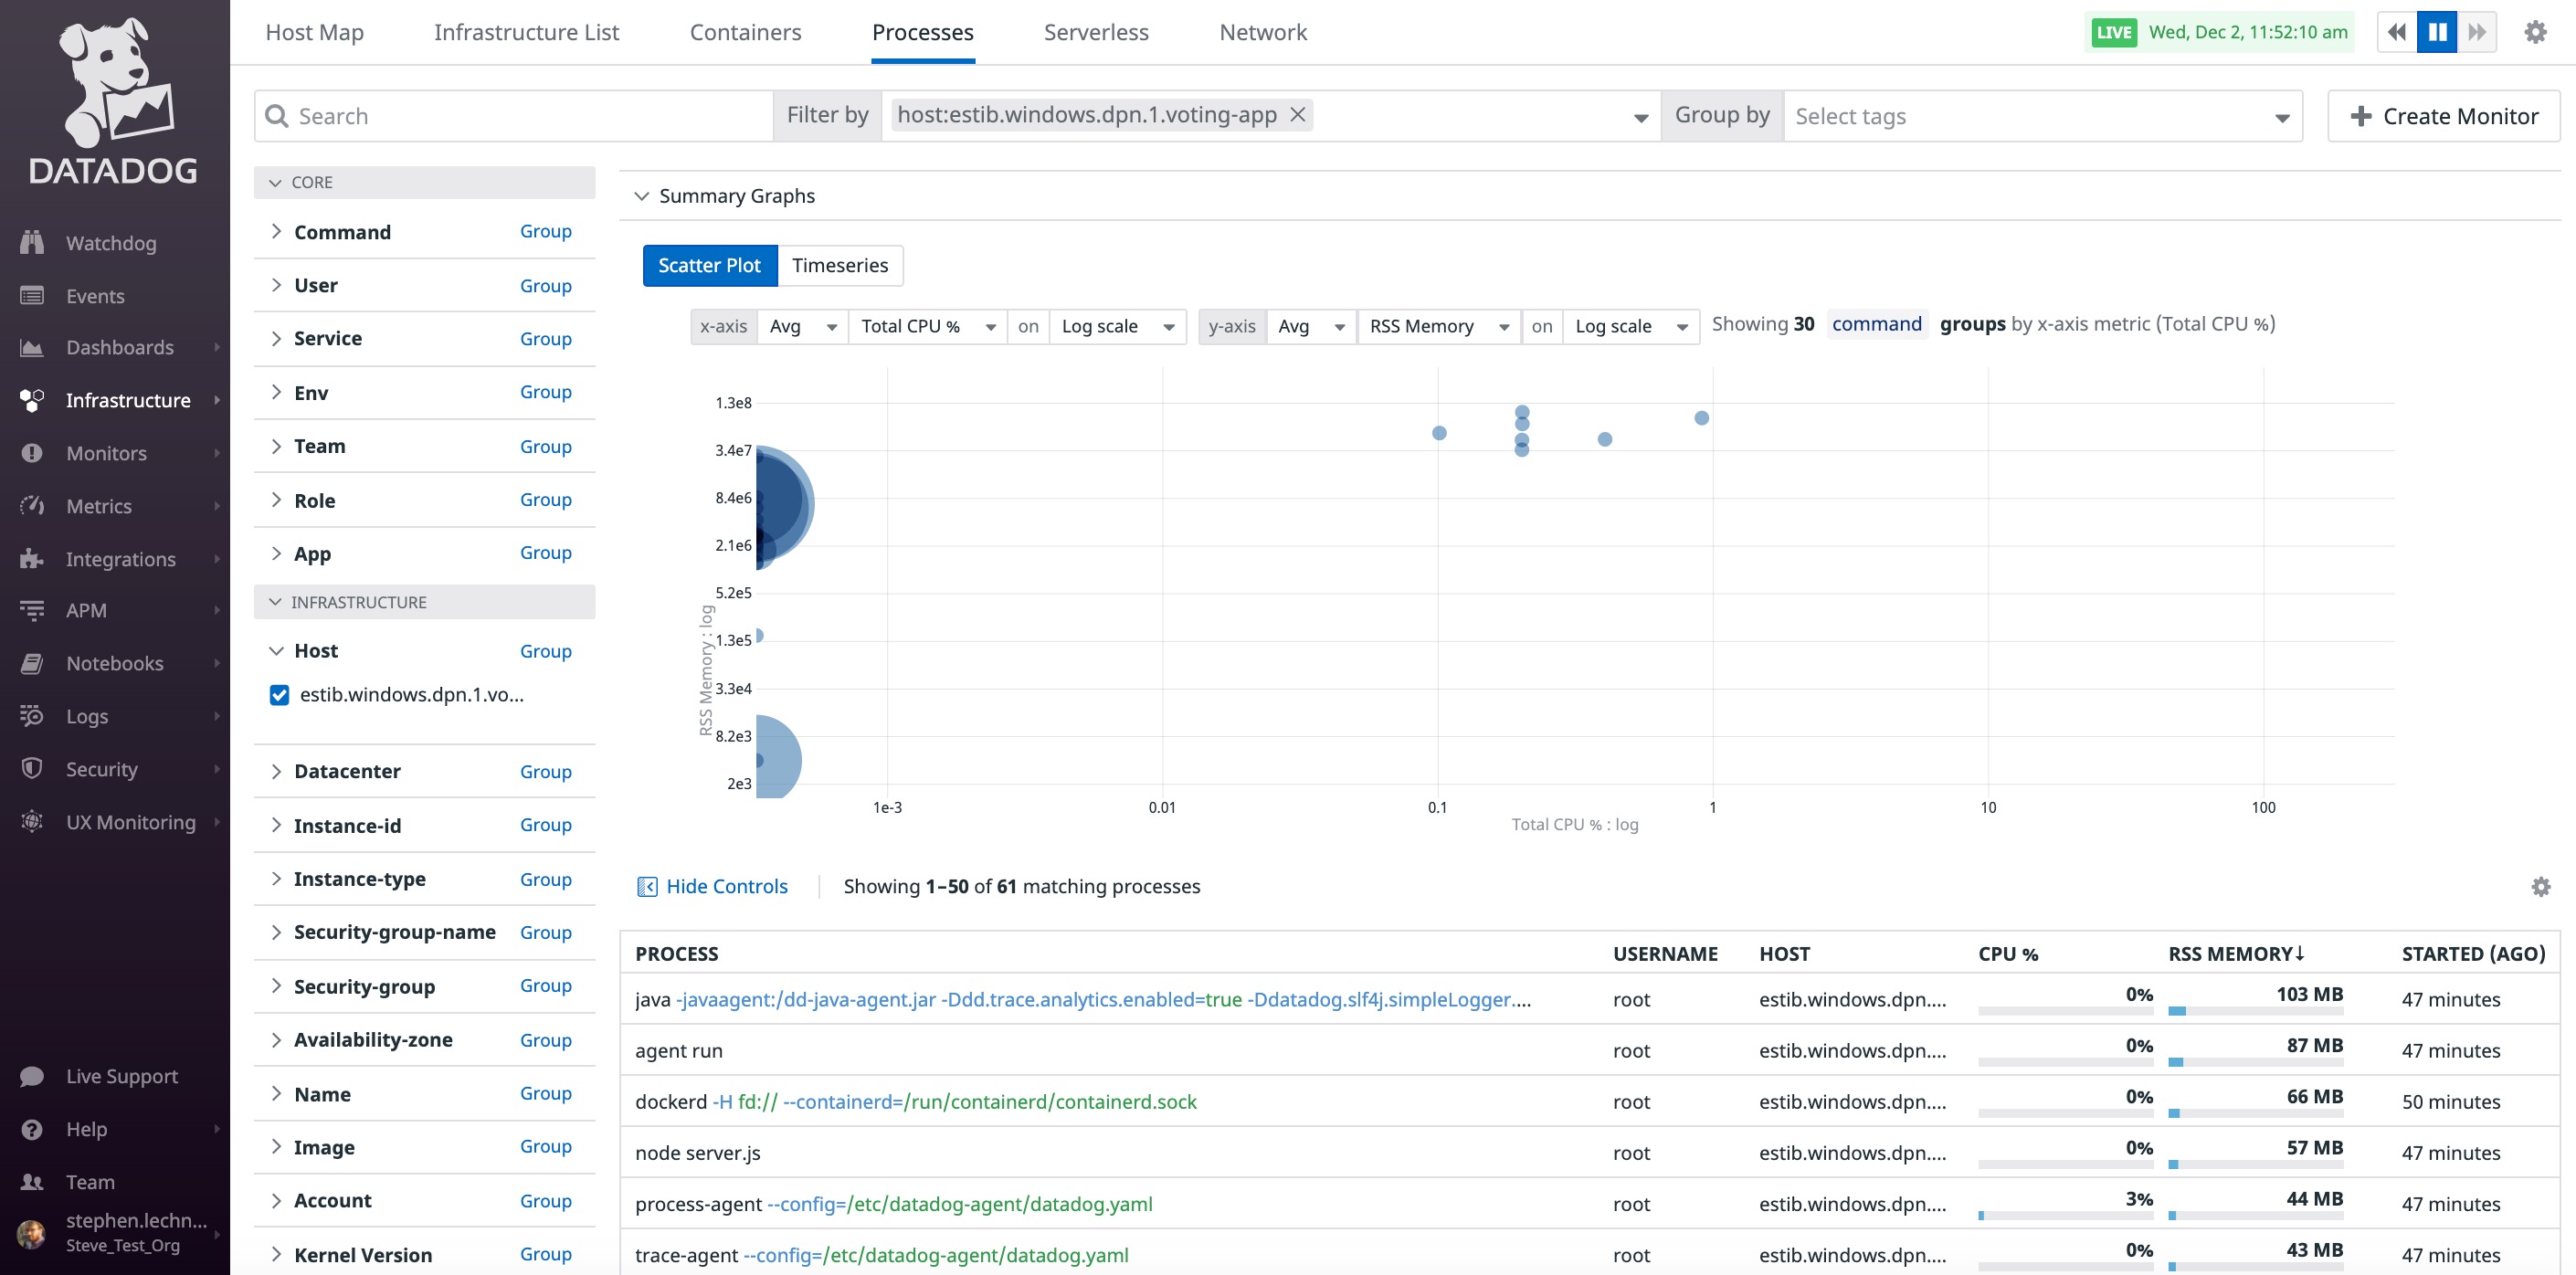 DATADOG
Watchdog
Events
Dashboards
Infrastructure
Monitors
Metrics
Integrations
APM
Notebooks
Logs
Security
UX Monitoring
Live Support
Help
Team
stephen.lechn...
Steve_Test_Org
Host Map Infrastructure List Containers Processes Serverless Network
LIVE Wed, Dec 2, 11:52:10 am
Search Filter by host:estib.windows.dpn.1.voting-app Group by Select tags Create Monitor
CORE
Command Group
User Group
Service Group
Env Group
Team Group
Role Group
App Group
INFRASTRUCTURE
Host Group
estib.windows.dpn.1.vo...
Datacenter Group
Instance-id Group
Instance-type Group
Security-group-name Group
Security-group Group
Availability-zone Group
Name Group
Image Group
Account Group
Kernel Version Group
Summary Graphs
Scatter Plot Timeseries
x-axis Avg Total CPU % on Log scale y-axis Avg RSS Memory on Log scale Showing 30 command groups by x-axis metric (Total CPU %)
1.3e8
3.4e7
8.4e6
2.1e6
5.2e5
1.3e5
3.3e4
8.2e3
2e3
RSS Memory : log
1e-3 0.01 0.1 1 10 100
Total CPU % : log
Hide Controls Showing 1–50 of 61 matching processes
PROCESS USERNAME HOST CPU % RSS MEMORY↓ STARTED (AGO)
java -javaagent:/dd-java-agent.jar -Ddd.trace.analytics.enabled=true -Ddatadog.slf4j.simpleLogger.... root estib.windows.dpn.... 0% 103 MB 47 minutes
agent run root estib.windows.dpn.... 0% 87 MB 47 minutes
dockerd -H fd:// --containerd=/run/containerd/containerd.sock root estib.windows.dpn.... 0% 66 MB 50 minutes
node server.js root estib.windows.dpn.... 0% 57 MB 47 minutes
process-agent --config=/etc/datadog-agent/datadog.yaml root estib.windows.dpn.... 3% 44 MB 47 minutes
trace-agent --config=/etc/datadog-agent/datadog.yaml root estib.windows.dpn.... 0% 43 MB 47 minutes